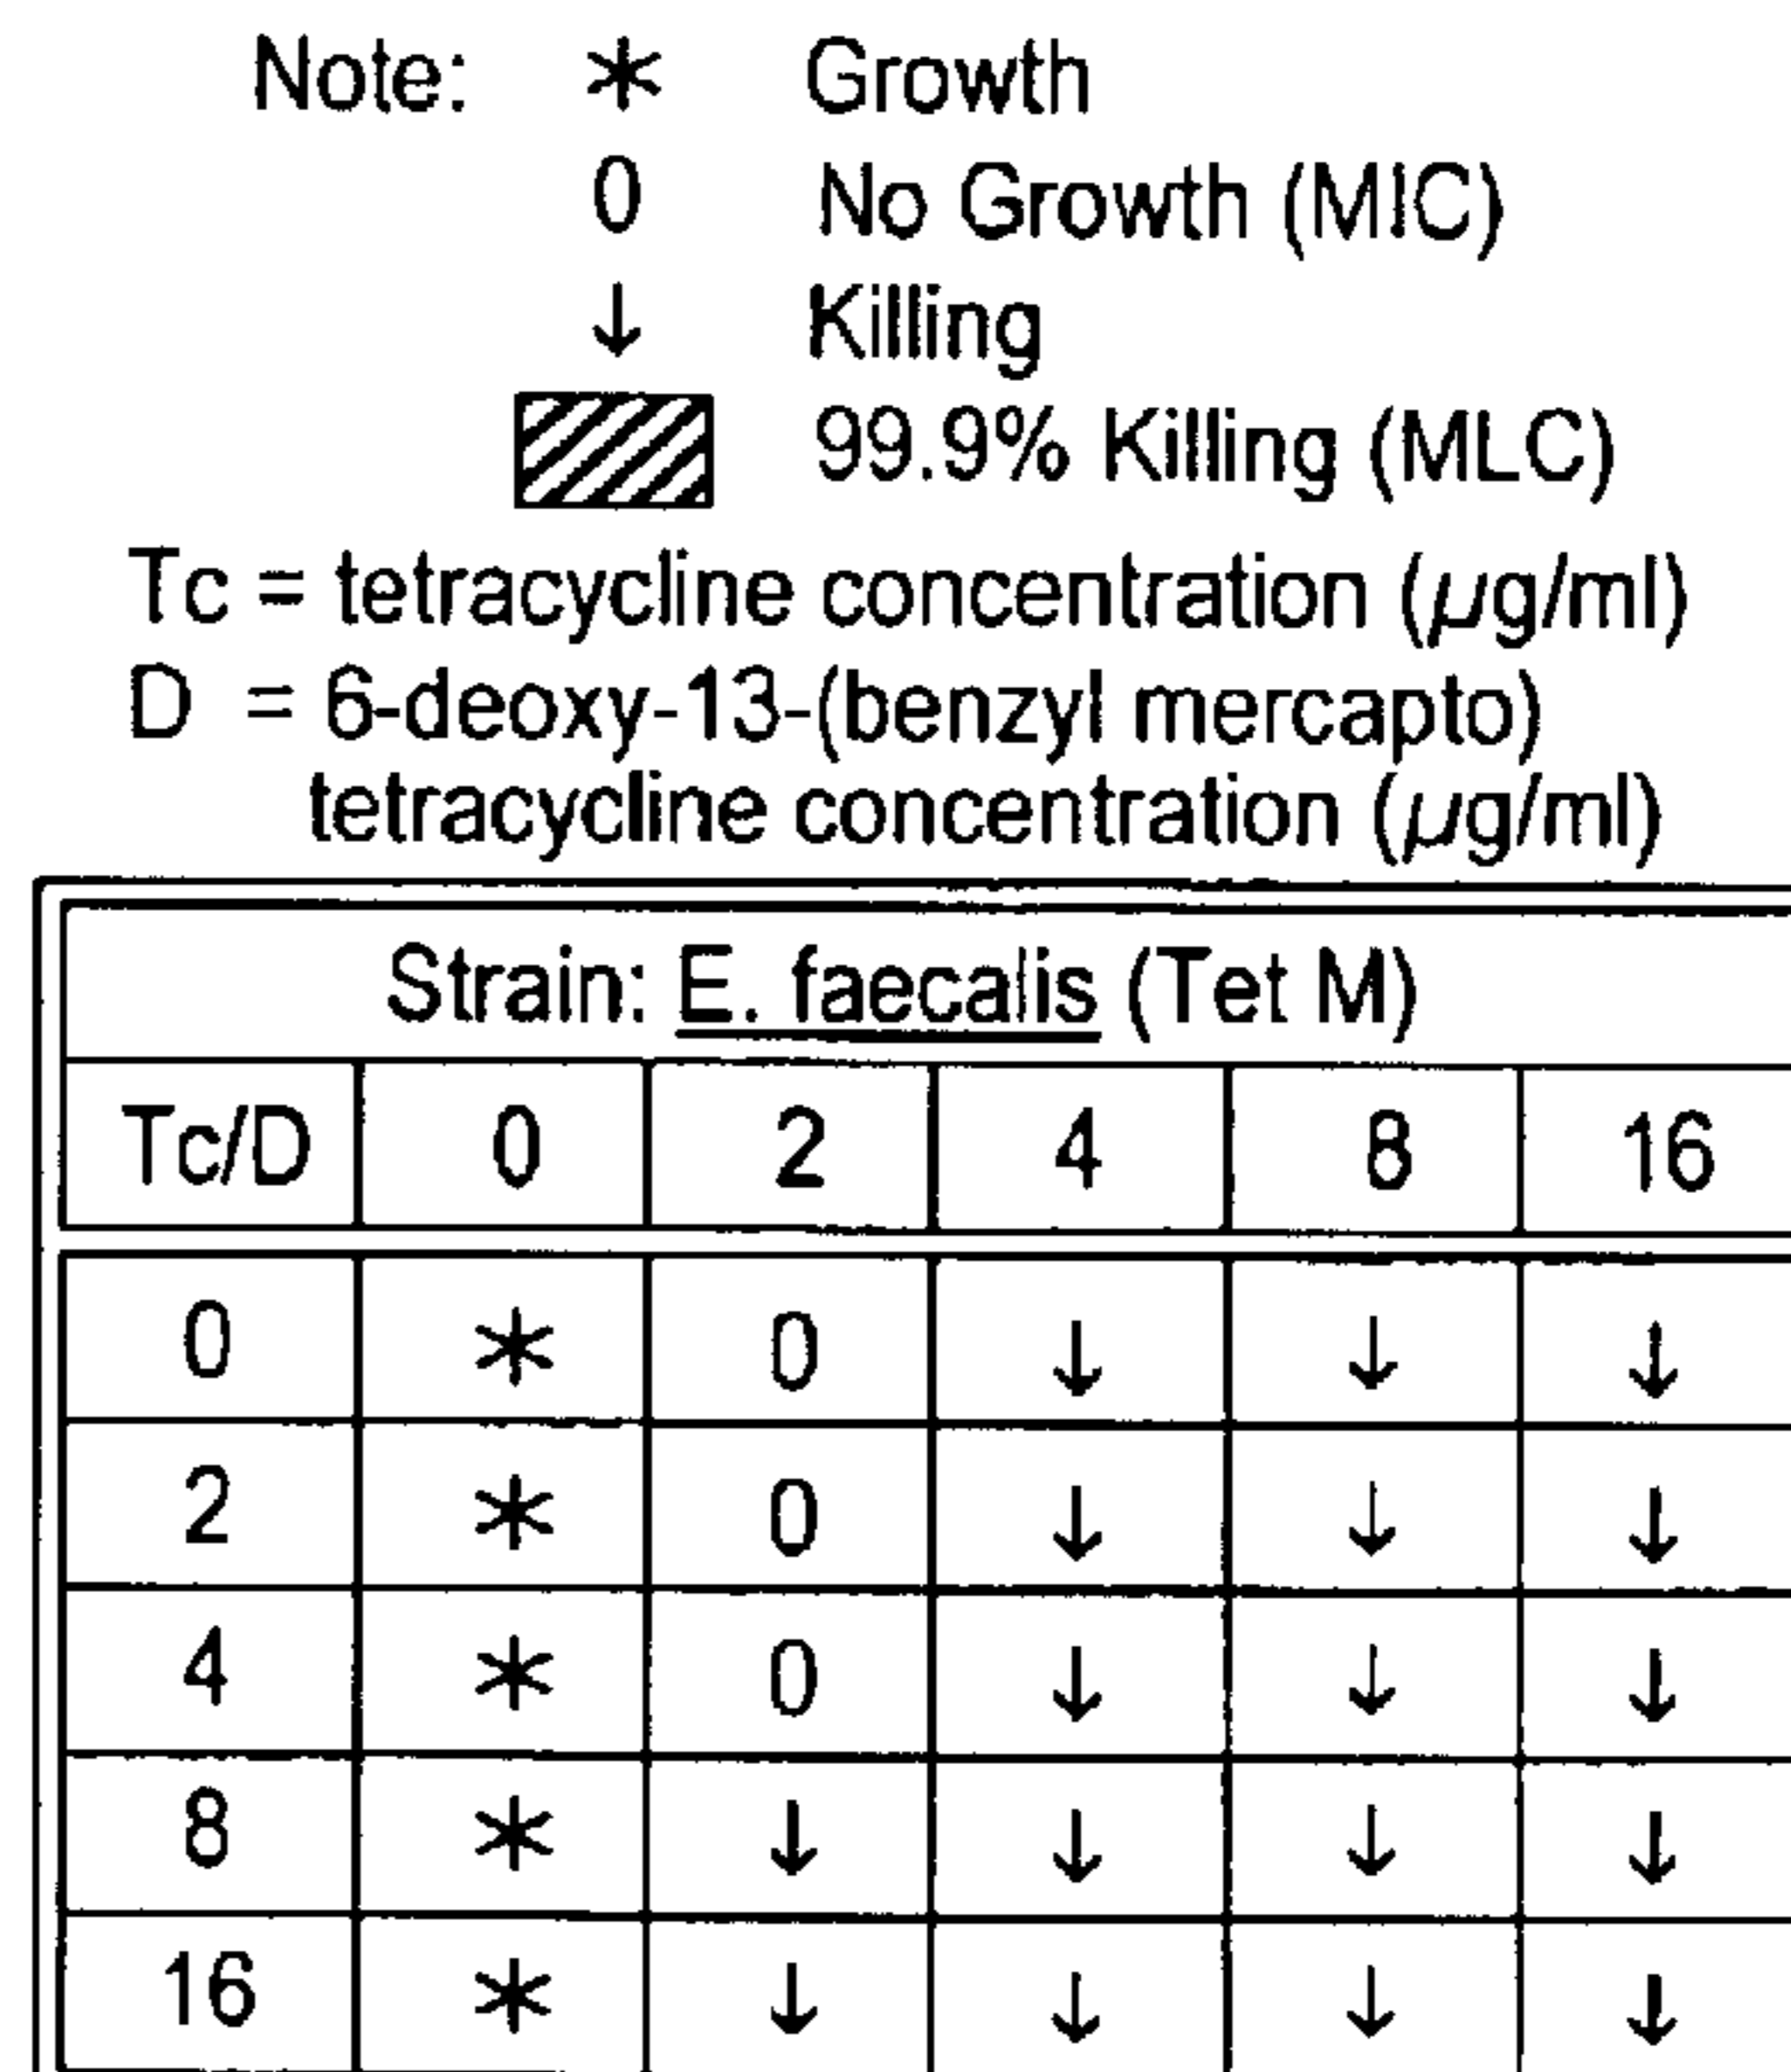 Note: * Growth
0 No Growth (MIC)
↓ Killing
99.9% Killing (MLC)
Tc = tetracycline concentration (µg/ml)
D = 6-deoxy-13-(benzyl mercapto)
tetracycline concentration (µg/ml)
Strain: E. faecalis (Tet M)
Tc/D 0 2 4 8 16
0 * 0 ↓ ↓ ↓
2 * 0 ↓ ↓ ↓
4 * 0 ↓ ↓ ↓
8 * ↓ ↓ ↓ ↓
16 * ↓ ↓ ↓ ↓